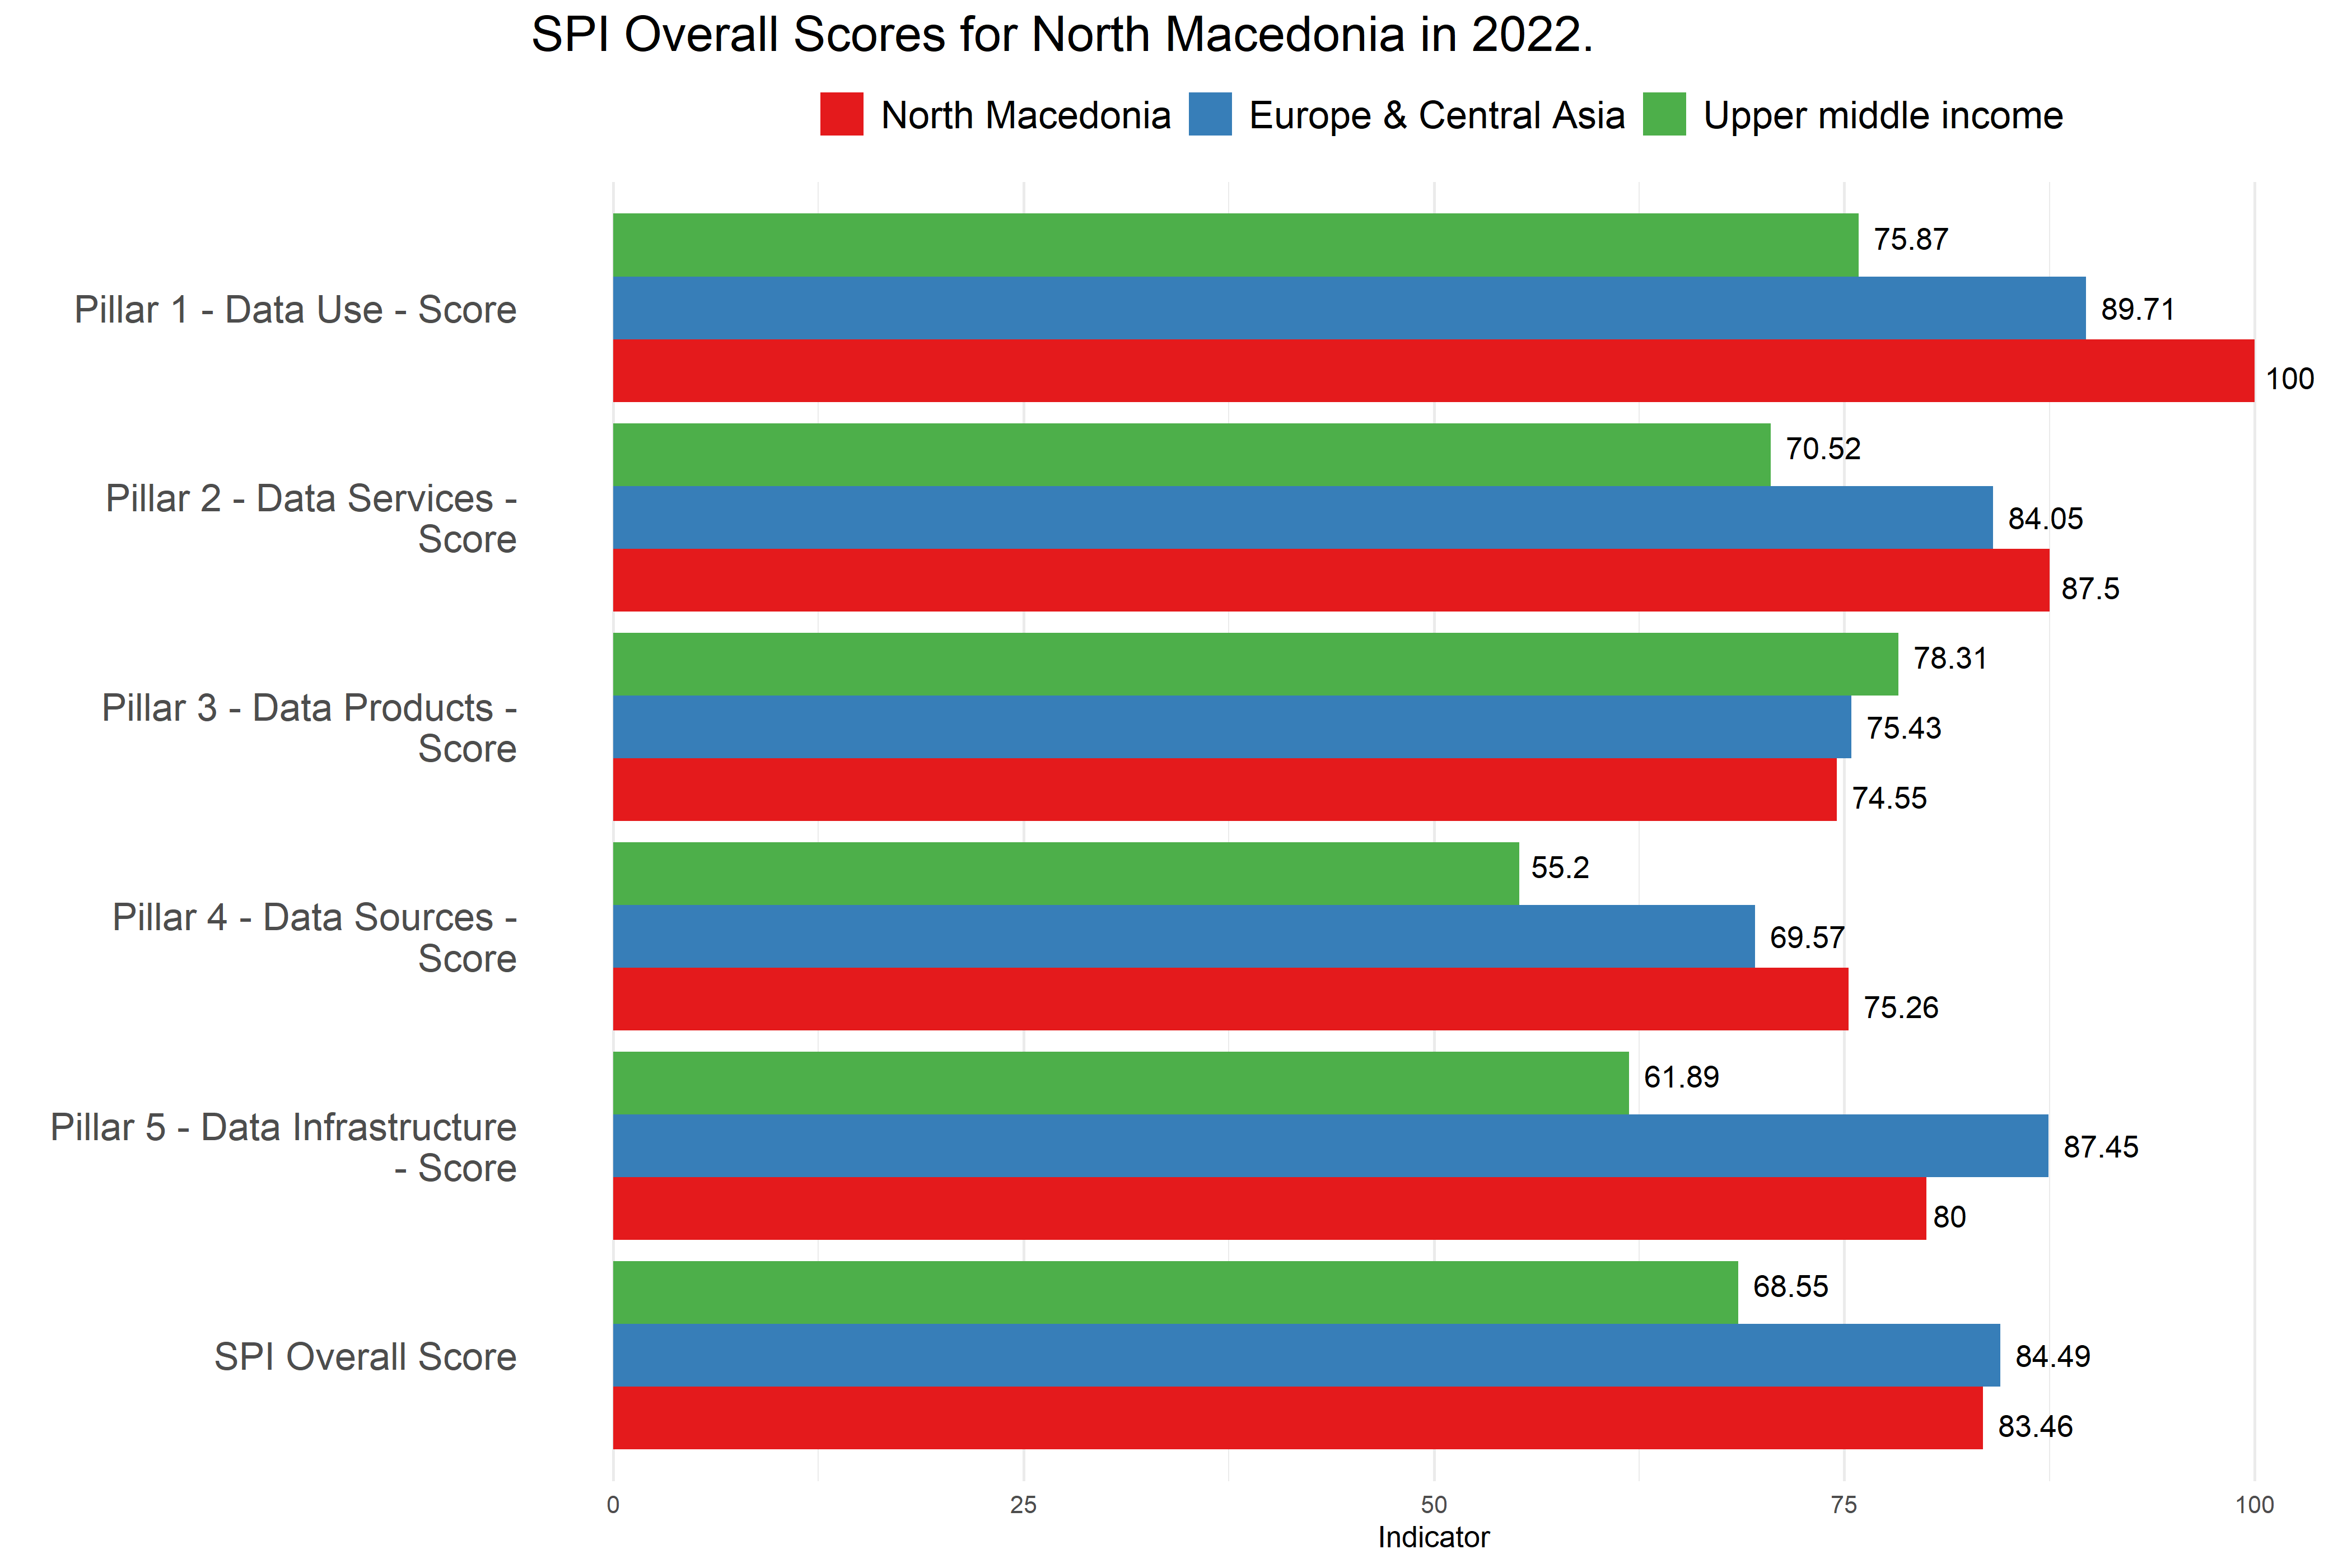 SPI Overall Scores for North Macedonia in 2022.
North Macedonia Europe & Central Asia Upper middle income
Pillar 1 - Data Use - Score
75.87
89.71
100
Pillar 2 - Data Services -
Score
70.52
84.05
87.5
Pillar 3 - Data Products -
Score
78.31
75.43
74.55
Pillar 4 - Data Sources -
Score
55.2
69.57
75.26
Pillar 5 - Data Infrastructure
- Score
61.89
87.45
80
SPI Overall Score
68.55
84.49
83.46
0 25 50 75 100
Indicator